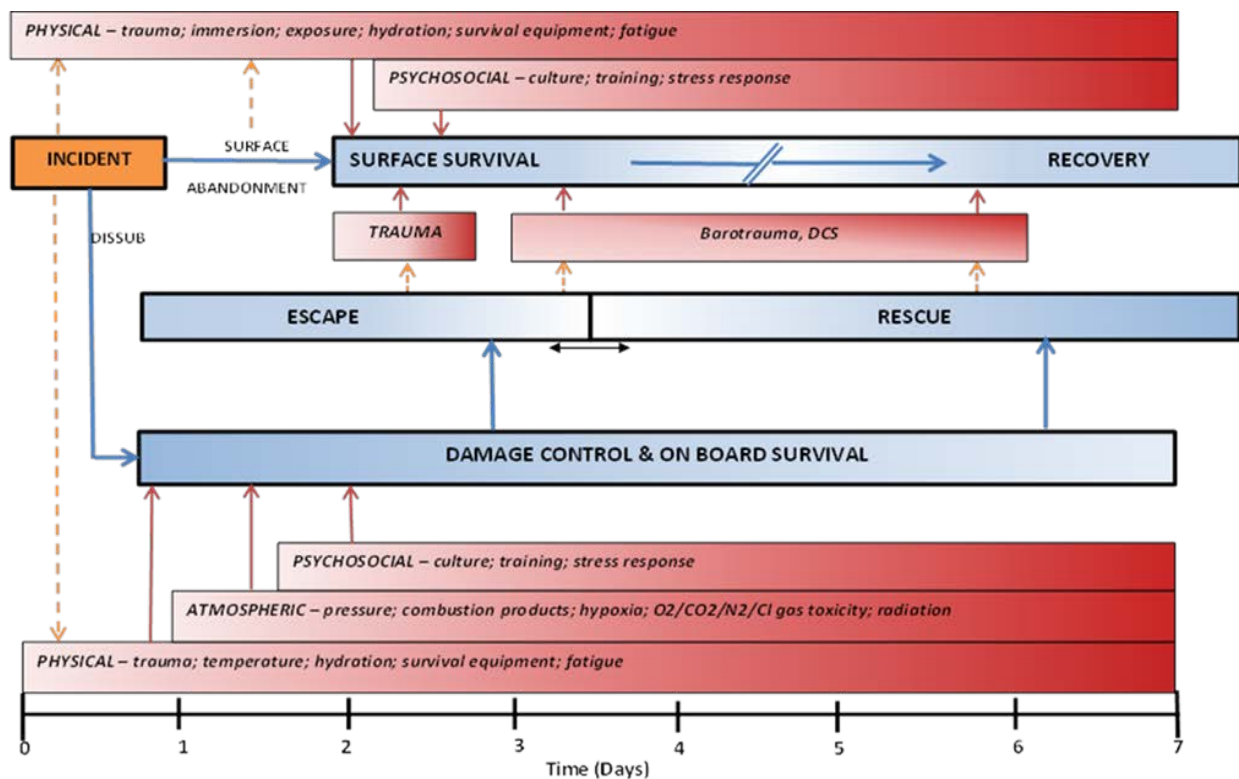 PHYSICAL – trauma; immersion; exposure; hydration; survival equipment; fatigue
PSYCHOSOCIAL – culture; training; stress response
INCIDENT
SURFACE
ABANDONMENT
SURFACE SURVIVAL
RECOVERY
DISSUB
TRAUMA
Barotrauma, DCS
ESCAPE
RESCUE
DAMAGE CONTROL & ON BOARD SURVIVAL
PSYCHOSOCIAL – culture; training; stress response
ATMOSPHERIC – pressure; combustion products; hypoxia; O2/CO2/N2/Cl gas toxicity; radiation
PHYSICAL – trauma; temperature; hydration; survival equipment; fatigue
0 1 2 3 4 5 6 7
Time (Days)